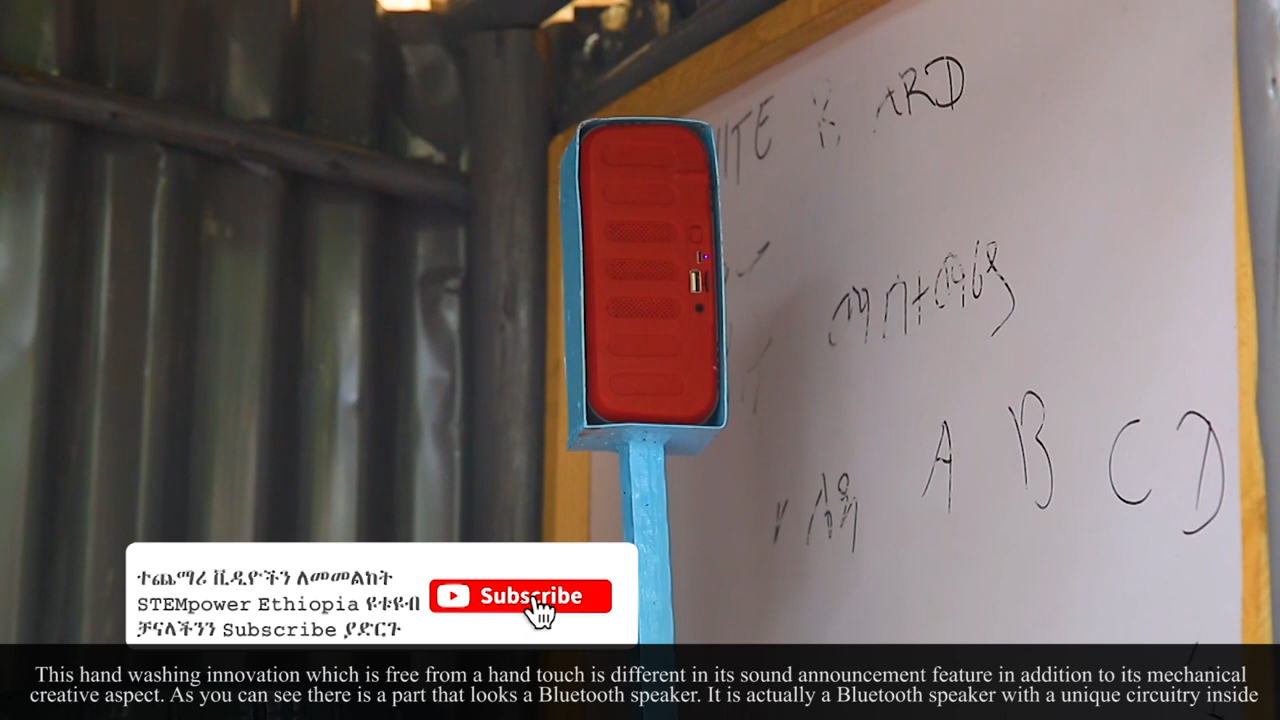 ARD
A B C D
ተጨማሪ ቪዲዮችን ለመመልከት
STEMpower Ethiopia ዩቱዩብ
ቻናላችንን Subscribe ያድርጉ
Subscribe
This hand washing innovation which is free from a hand touch is different in its sound announcement feature in addition to its mechanical
creative aspect. As you can see there is a part that looks a Bluetooth speaker. It is actually a Bluetooth speaker with a unique circuitry inside